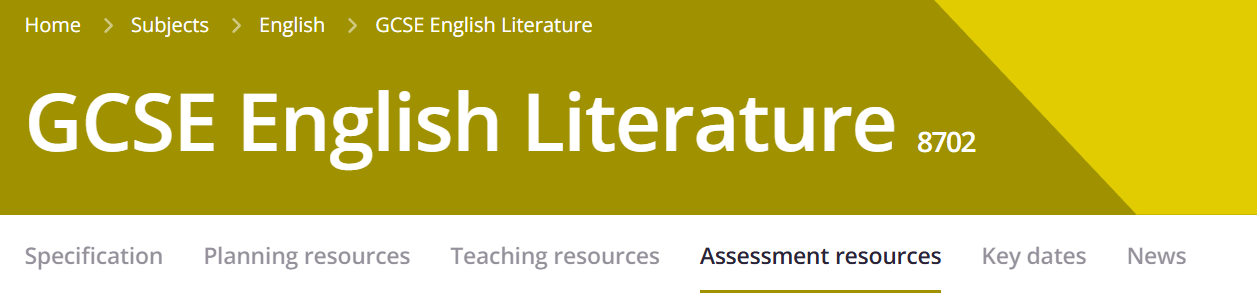 Home > Subjects > English > GCSE English Literature
GCSE English Literature 8702
Specification Planning resources Teaching resources Assessment resources Key dates News